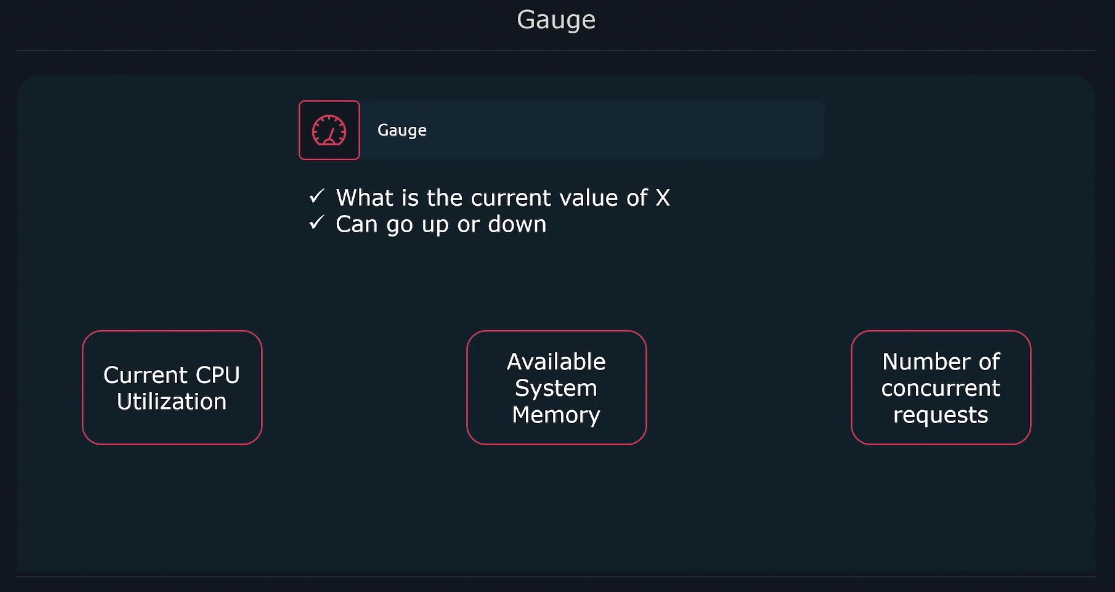 Gauge
Gauge
✓ What is the current value of X
✓ Can go up or down
Current CPU
Utilization
Available
System
Memory
Number of
concurrent
requests